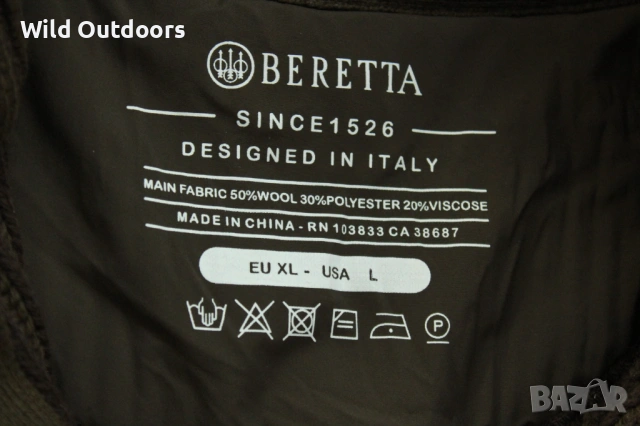 Wild Outdoors
BERETTA
SINCE1526
DESIGNED IN ITALY
MAIN FABRIC 50%WOOL 30%POLYESTER 20%VISCOSE
MADE IN CHINA - RN 103833 CA 38687
EU XL - USA L
P
BAZAR